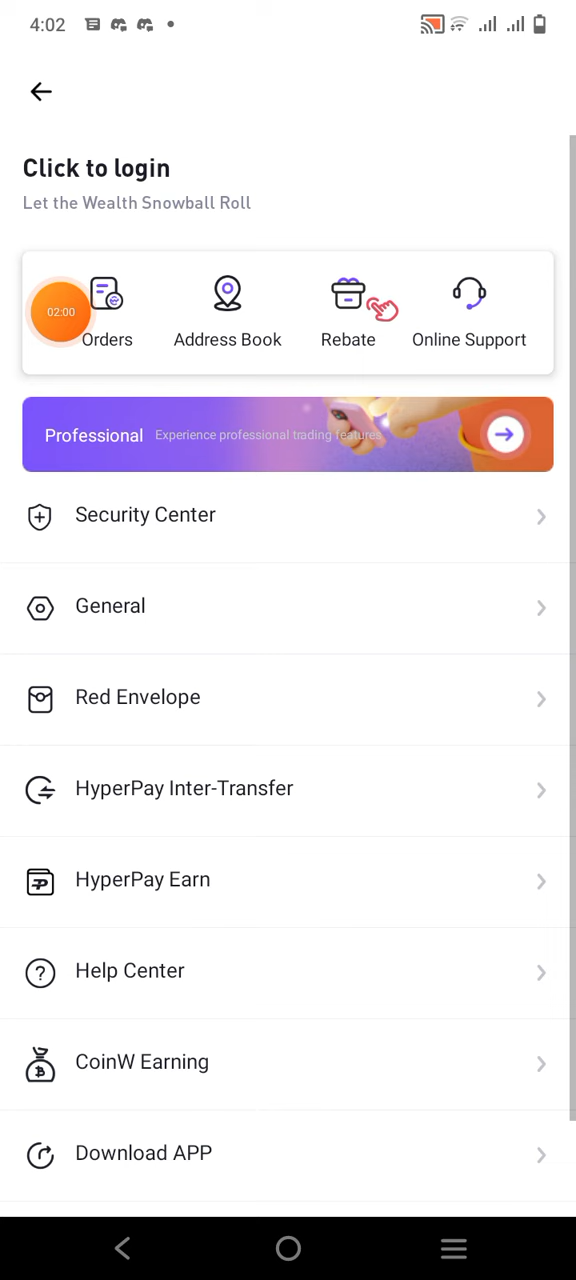 4:02
Click to login
Let the Wealth Snowball Roll
02:00
Orders
Address Book
Rebate
Online Support
Professional Experience professional trading features
Security Center
General
Red Envelope
HyperPay Inter-Transfer
HyperPay Earn
Help Center
CoinW Earning
Download APP